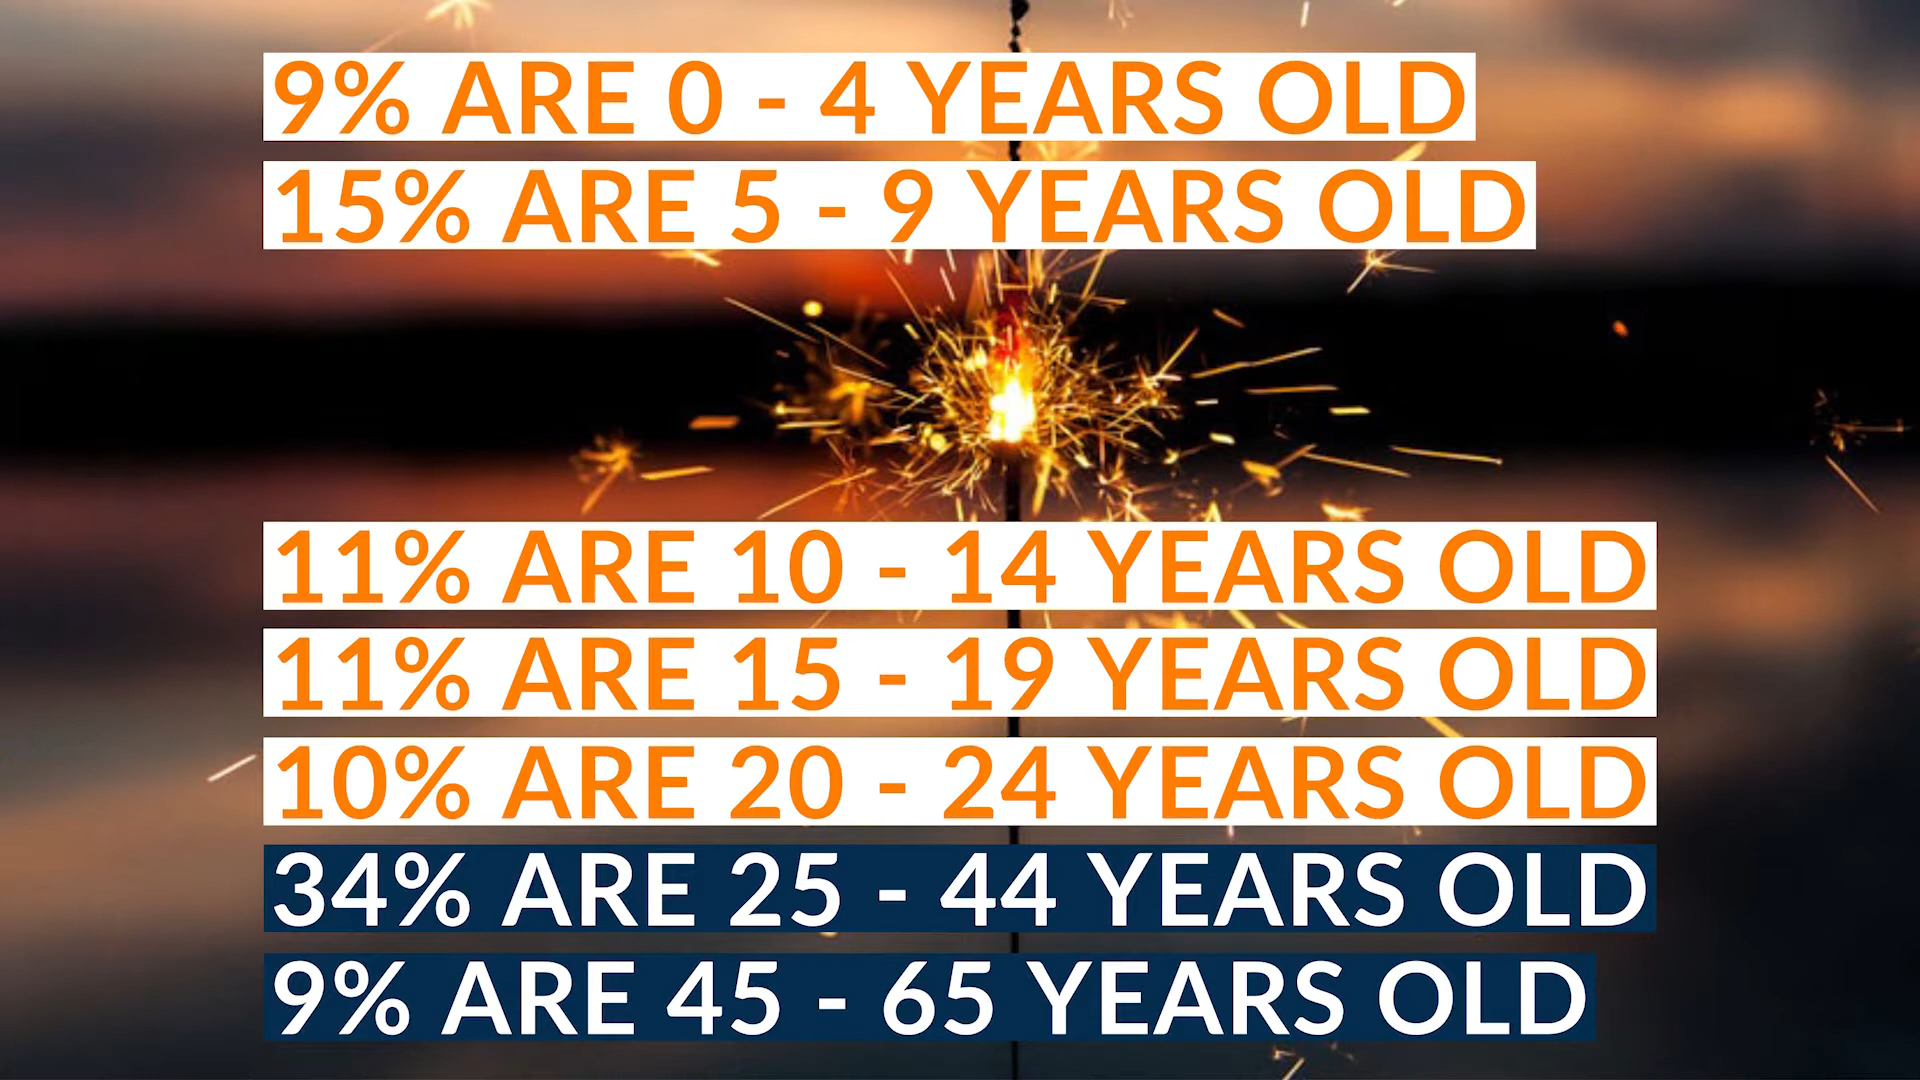 9% ARE 0 - 4 YEARS OLD
15% ARE 5 - 9 YEARS OLD
11% ARE 10 - 14 YEARS OLD
11% ARE 15 - 19 YEARS OLD
10% ARE 20 - 24 YEARS OLD
34% ARE 25 - 44 YEARS OLD
9% ARE 45 - 65 YEARS OLD